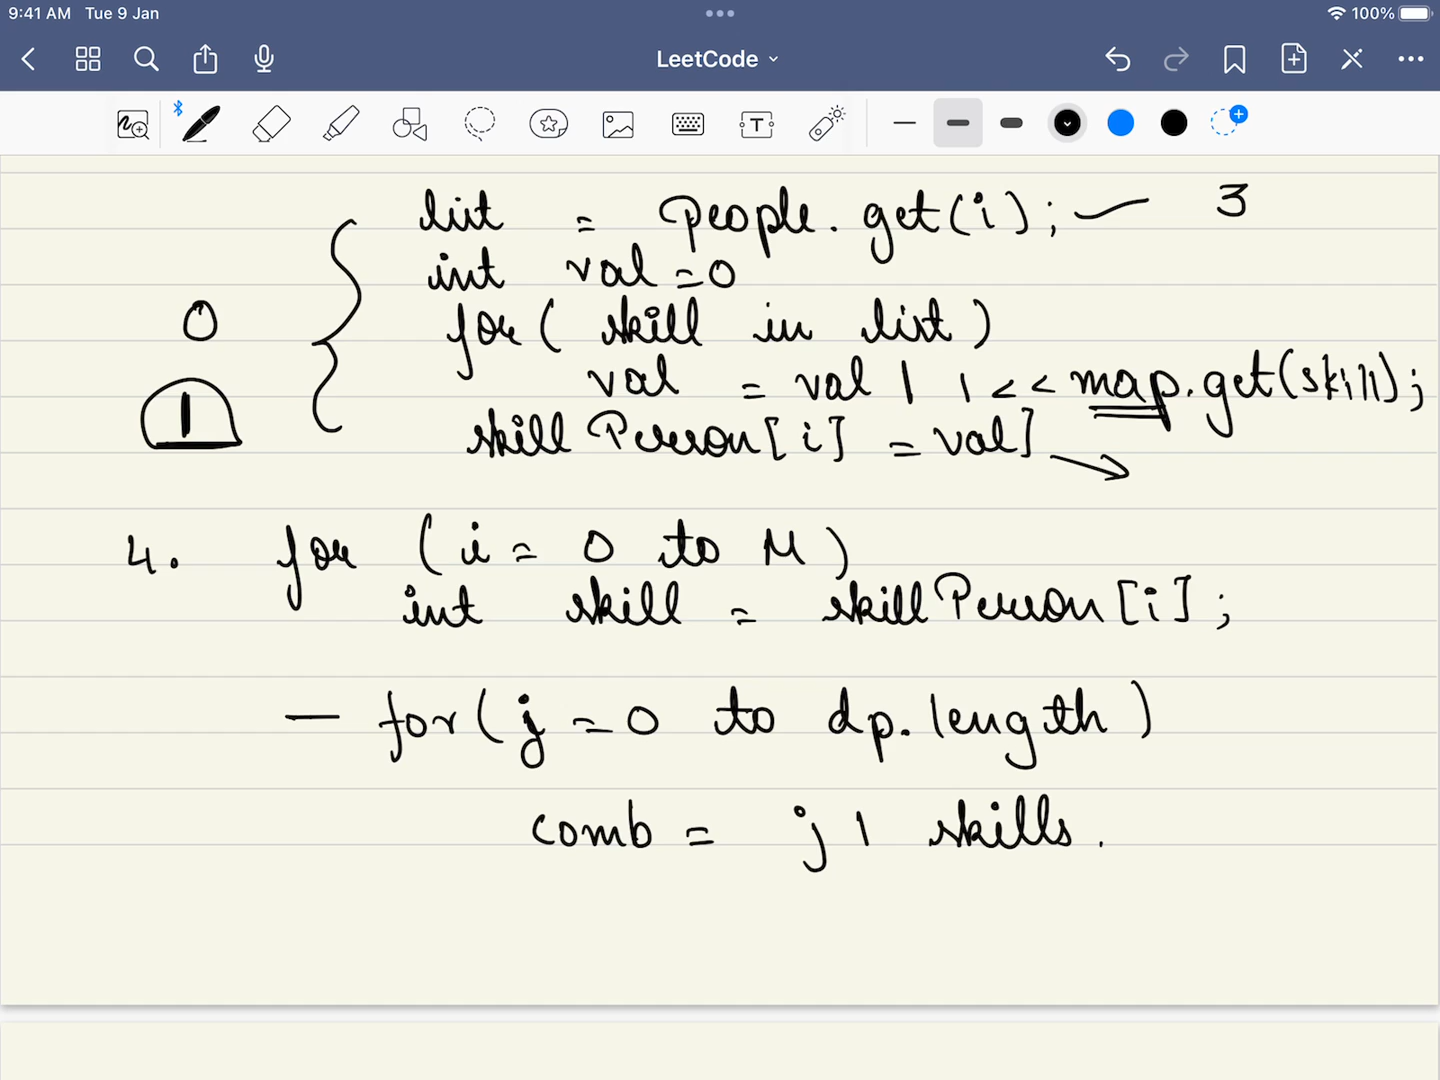 9:41 AM Tue 9 Jan
100%
LeetCode
T
list = People.get(i); — 3
int val = 0
0
for( skill in list )
val = val | 1 << map.get(skill);
1
skillPerson[i] = val]
4. for (i = 0 to M)
int skill = skillPerson[i];
— for(j = 0 to dp.length)
comb = j | skills.